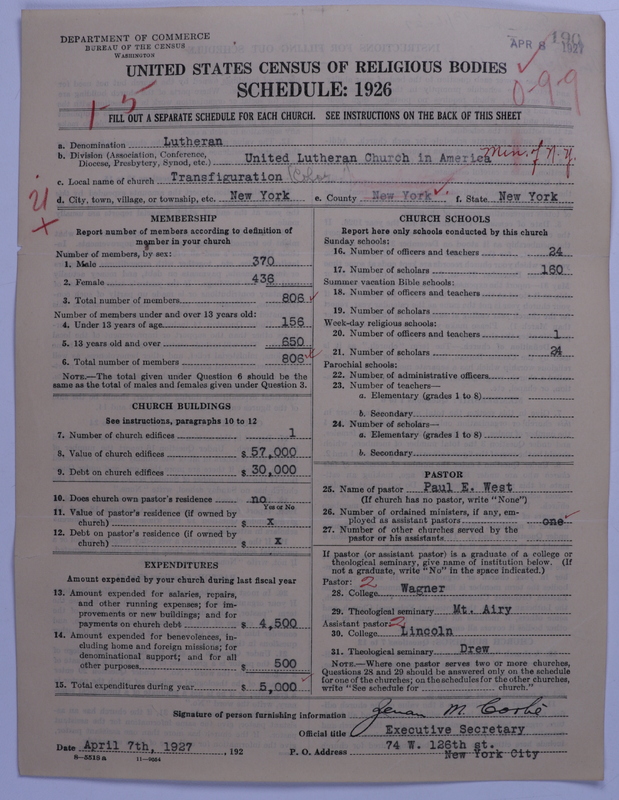 DEPARTMENT OF COMMERCE
BUREAU OF THE CENSUS
WASHINGTON
190
APR 8 1927
UNITED STATES CENSUS OF RELIGIOUS BODIES
SCHEDULE: 1926
0-9-9
1-5
FILL OUT A SEPARATE SCHEDULE FOR EACH CHURCH. SEE INSTRUCTIONS ON THE BACK OF THIS SHEET
a. Denomination Lutheran
b. Division (Association, Conference, Diocese, Presbytery, Synod, etc.) United Lutheran Church in America Min. of N.Y.
c. Local name of church Transfiguration
d. City, town, village, or township, etc. New York e. County New York f. State New York
MEMBERSHIP
Report number of members according to definition of
member in your church
Number of members, by sex:
1. Male 370
2. Female 436
3. Total number of members 806
Number of members under and over 13 years old:
4. Under 13 years of age 156
5. 13 years old and over 650
6. Total number of members 806
NOTE.—The total given under Question 6 should be
same as the total of males and females given under Question 3.
CHURCH BUILDINGS
See instructions, paragraphs 10 to 12
7. Number of church edifices 1
8. Value of church edifices $ 57,000
9. Debt on church edifices $ 30,000
10. Does church own pastor's residence no
Yes or No
11. Value of pastor's residence (if owned by
church) $ x
12. Debt on pastor's residence (if owned by
church) $ x
EXPENDITURES
Amount expended by your church during last fiscal year
13. Amount expended for salaries, repairs,
and other running expenses; for im-
provements or new buildings; and for
payments on church debt $ 4,500
14. Amount expended for benevolences, in-
cluding home and foreign missions; for
denominational support; and for all
other purposes $ 500
15. Total expenditures during year $ 5,000
CHURCH SCHOOLS
Report here only schools conducted by this church
Sunday schools:
16. Number of officers and teachers 24
17. Number of scholars 160
Summer vacation Bible schools:
18. Number of officers and teachers
19. Number of scholars
Week-day religious schools:
20. Number of officers and teachers 1
21. Number of scholars 24
Parochial schools:
22. Number of administrative officers
23. Number of teachers—
a. Elementary (grades 1 to 8)
b. Secondary
24. Number of scholars—
a. Elementary (grades 1 to 8)
b. Secondary
PASTOR
25. Name of pastor Paul E. West
(If church has no pastor, write "None")
26. Number of ordained ministers, if any, em-
ployed as assistant pastors one
27. Number of other churches served by the
pastor or his assistants
If pastor (or assistant pastor) is a graduate of a college or
theological seminary, give name of institution below. (If
not a graduate, write "No" in the space indicated.)
Pastor: 2
28. College Wagner
29. Theological seminary Mt. Airy
Assistant pastor: 2
30. College Lincoln
31. Theological seminary Drew
NOTE.—Where one pastor serves two or more churches,
Questions 28 and 29 should be answered only on the schedule
for one of the churches; on the schedules for the other churches,
write "See schedule for church."
Signature of person furnishing information
Official title Executive Secretary
Date April 7th, 1927, 192 P. O. Address 74 W. 126th st.
New York City
8-5518 a 11-9064